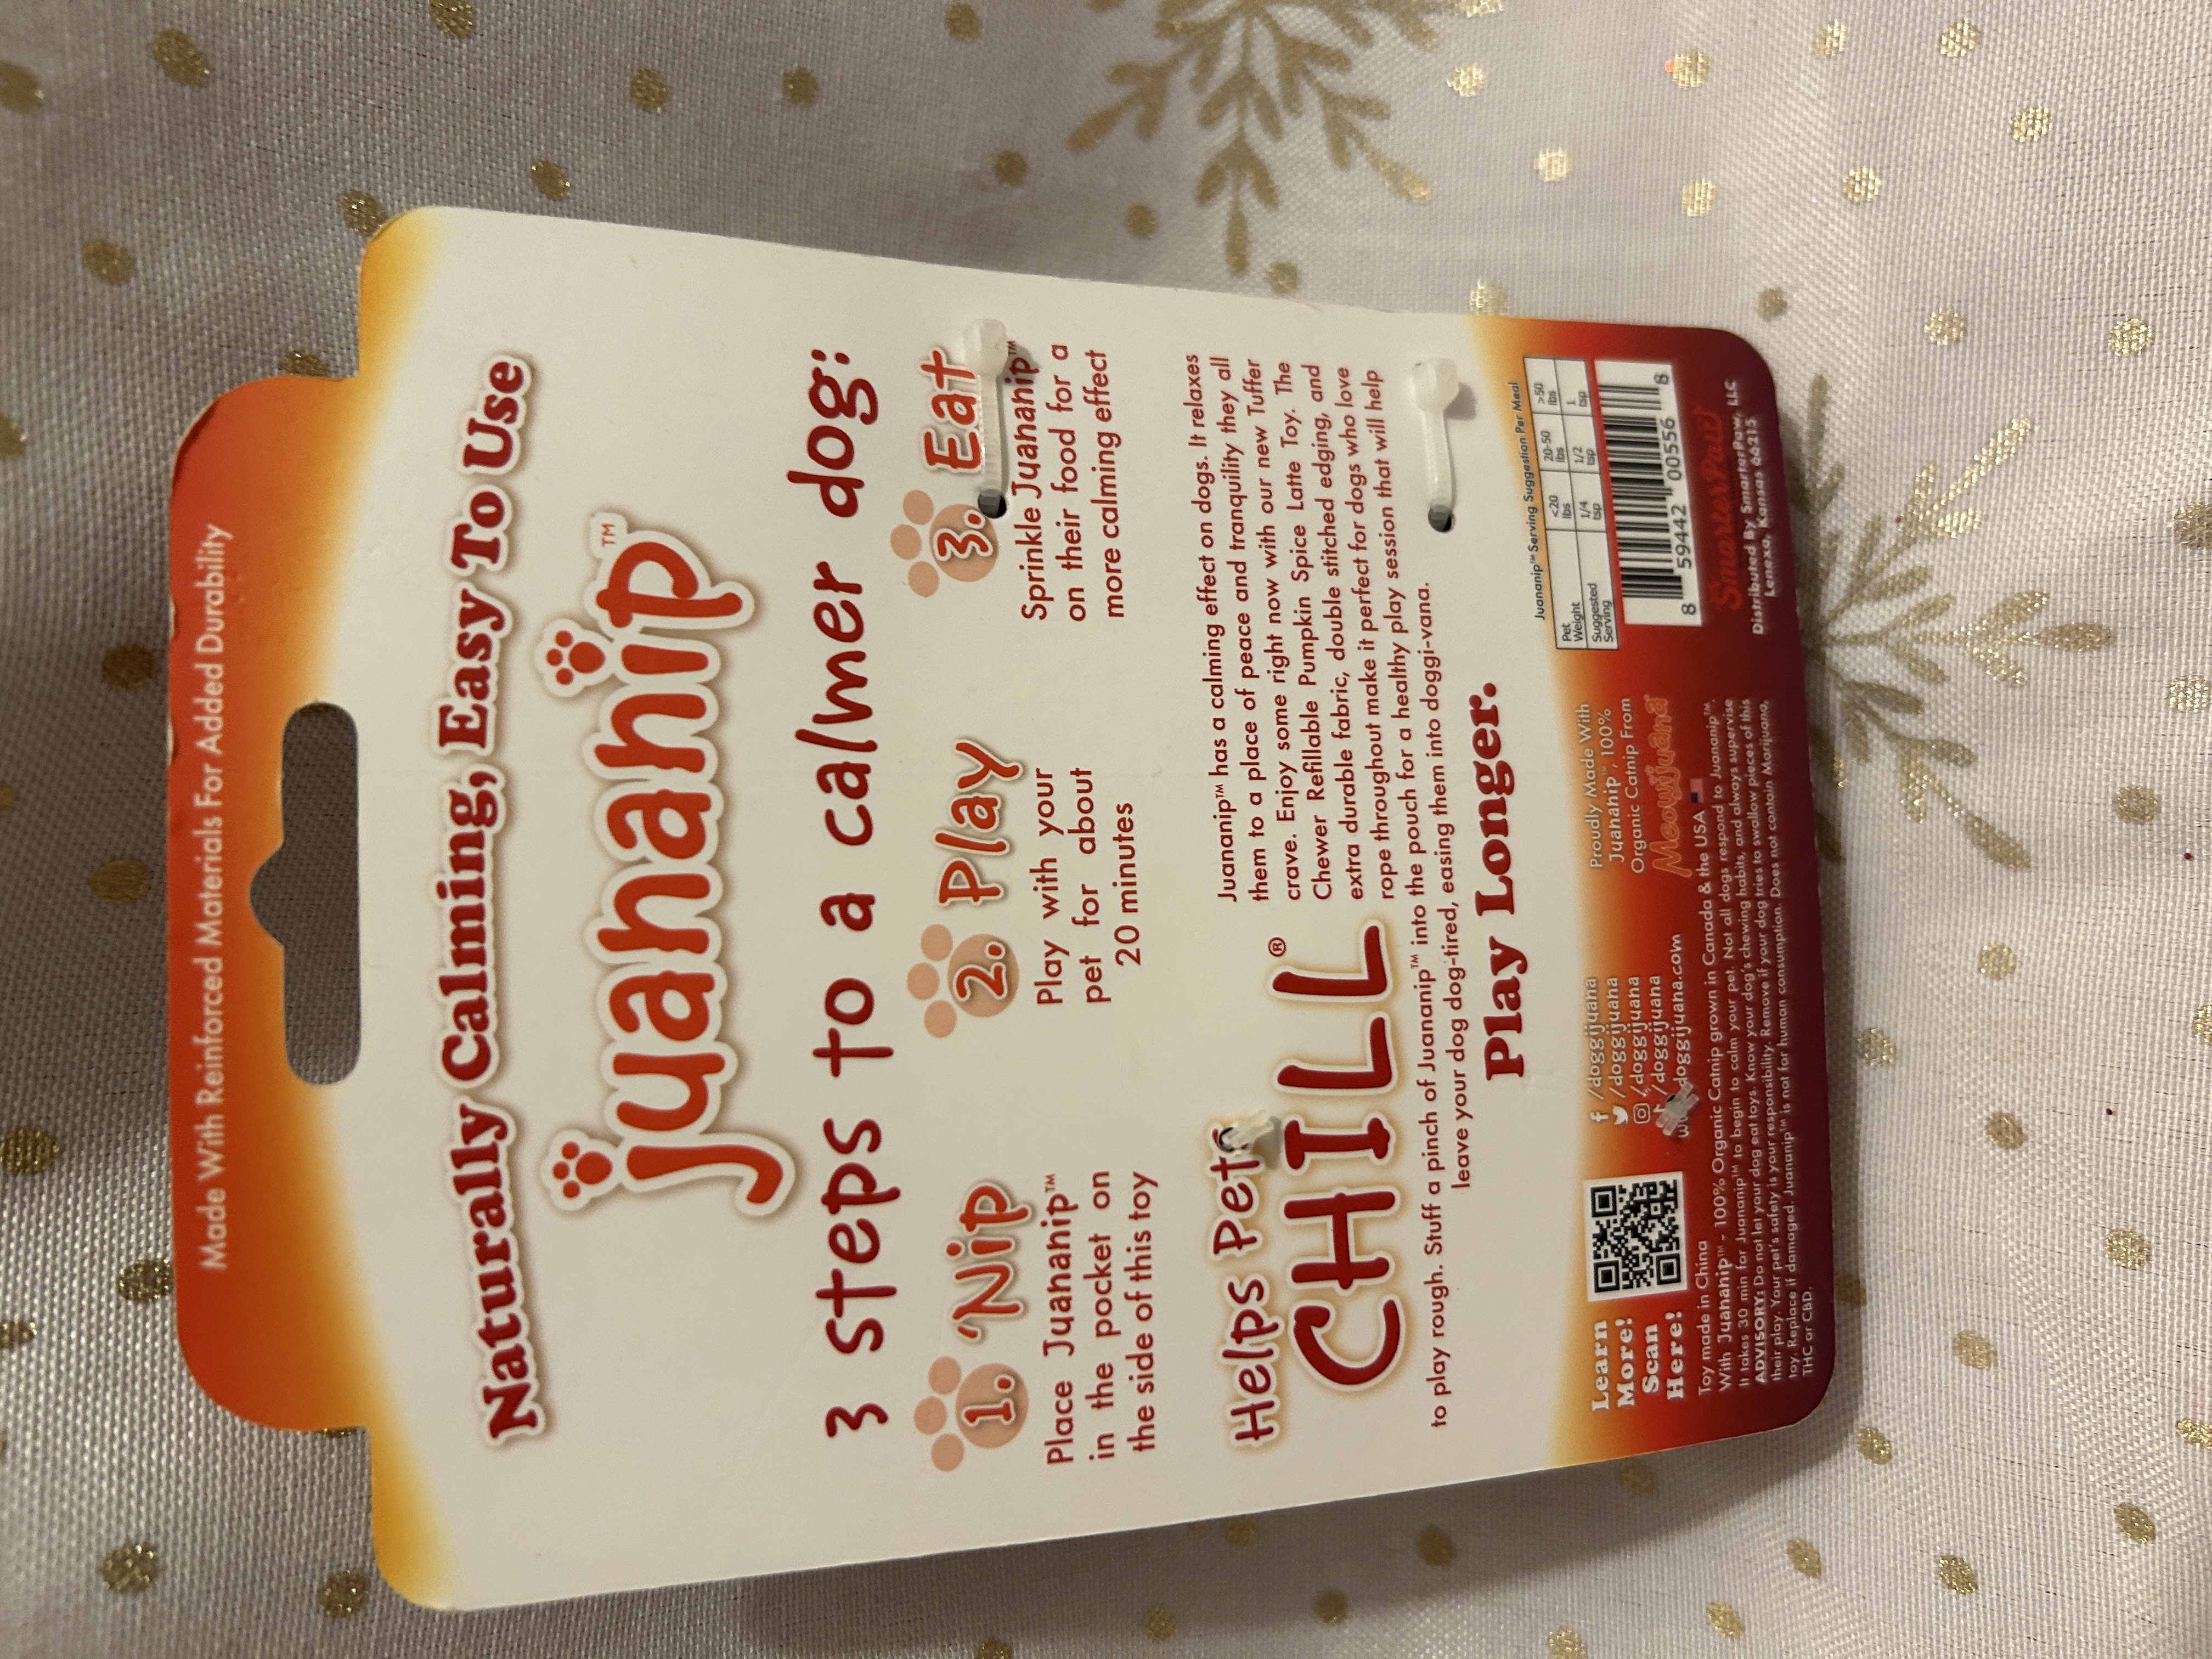 Made With Reinforced Materials For Added Durability
Naturally Calming, Easy To Use
juananip™
3 steps to a calmer dog:
1. 'Nip
Place Juananip™
in the pocket on
the side of this toy
2. Play
Play with your
pet for about
20 minutes
3. Eat
Sprinkle Juananip™
on their food for a
more calming effect
Helps Pets
CHILL®
Juananip™ has a calming effect on dogs. It relaxes
them to a place of peace and tranquility they all
crave. Enjoy some right now with our new Tuffer
Chewer Refillable Pumpkin Spice Latte Toy. The
extra durable fabric, double stitched edging, and
rope throughout make it perfect for dogs who love
to play rough. Stuff a pinch of Juananip™ into the pouch for a healthy play session that will help
leave your dog dog-tired, easing them into doggi-vana.
Play Longer.
Learn
More!
Scan
Here!
f /doggijuana
/doggijuana
/doggijuana
/doggijuana
doggijuana.com
Proudly Made With
Juananip™, 100%
Organic Catnip From
Meowijuana
Juananip™ Serving Suggestion Per Meal
Pet Weight <20 lbs 20-50 lbs >50 lbs
Suggested Serving 1/4 tsp 1/2 tsp 1 tsp
8 59442 00556 8
SmarterPaw
Distributed By SmarterPaw, LLC
Lenexa, Kansas 66215
Toy made in China
With Juananip™ - 100% Organic Catnip grown in Canada & the USA
It takes 30 min for Juananip™ to begin to calm your pet. Not all dogs respond to Juananip™.
ADVISORY: Do not let your dog eat toys. Know your dog's chewing habits, and always supervise
their play. Your pet's safety is your responsibility. Remove if your dog tries to swallow pieces of this
toy. Replace if damaged. Juananip™ is not for human consumption. Does not contain Marijuana,
THC or CBD.